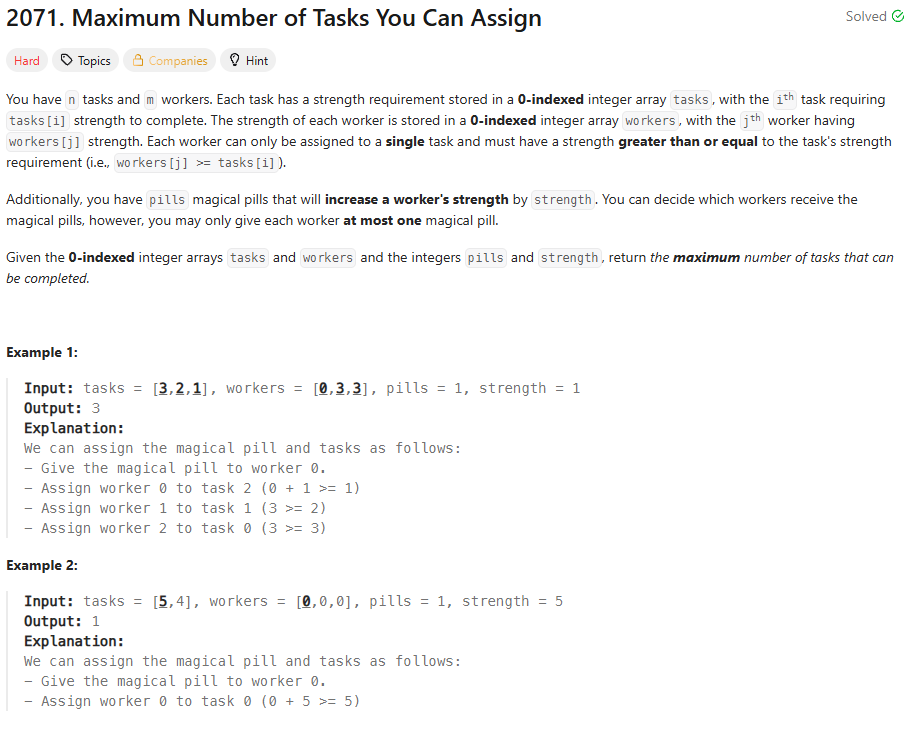 2071. Maximum Number of Tasks You Can Assign
Solved
Hard Topics Companies Hint
You have n tasks and m workers. Each task has a strength requirement stored in a 0-indexed integer array tasks, with the ith task requiring
tasks[i] strength to complete. The strength of each worker is stored in a 0-indexed integer array workers, with the jth worker having
workers[j] strength. Each worker can only be assigned to a single task and must have a strength greater than or equal to the task's strength
requirement (i.e., workers[j] >= tasks[i]).
Additionally, you have pills magical pills that will increase a worker's strength by strength. You can decide which workers receive the
magical pills, however, you may only give each worker at most one magical pill.
Given the 0-indexed integer arrays tasks and workers and the integers pills and strength, return the maximum number of tasks that can
be completed.
Example 1:
Input: tasks = [3,2,1], workers = [0,3,3], pills = 1, strength = 1
Output: 3
Explanation:
We can assign the magical pill and tasks as follows:
- Give the magical pill to worker 0.
- Assign worker 0 to task 2 (0 + 1 >= 1)
- Assign worker 1 to task 1 (3 >= 2)
- Assign worker 2 to task 0 (3 >= 3)
Example 2:
Input: tasks = [5,4], workers = [0,0,0], pills = 1, strength = 5
Output: 1
Explanation:
We can assign the magical pill and tasks as follows:
- Give the magical pill to worker 0.
- Assign worker 0 to task 0 (0 + 5 >= 5)